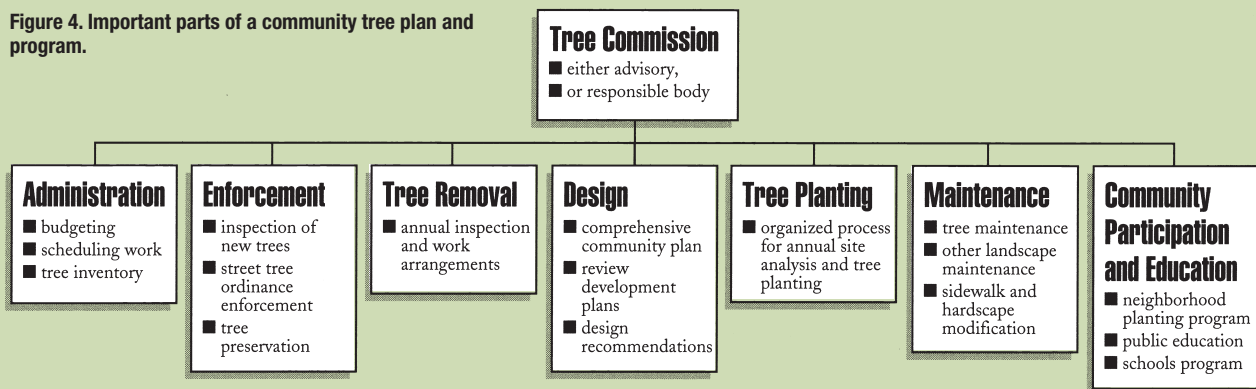 Figure 4. Important parts of a community tree plan and
program.
Tree Commission
■ either advisory,
■ or responsible body
Administration
■ budgeting
■ scheduling work
■ tree inventory
Enforcement
■ inspection of
new trees
■ street tree
ordinance
enforcement
■ tree
preservation
Tree Removal
■ annual inspection
and work
arrangements
Design
■ comprehensive
community plan
■ review
development
plans
■ design
recommendations
Tree Planting
■ organized process
for annual site
analysis and tree
planting
Maintenance
■ tree maintenance
■ other landscape
maintenance
■ sidewalk and
hardscape
modification
Community
Participation
and Education
■ neighborhood
planting program
■ public education
■ schools program